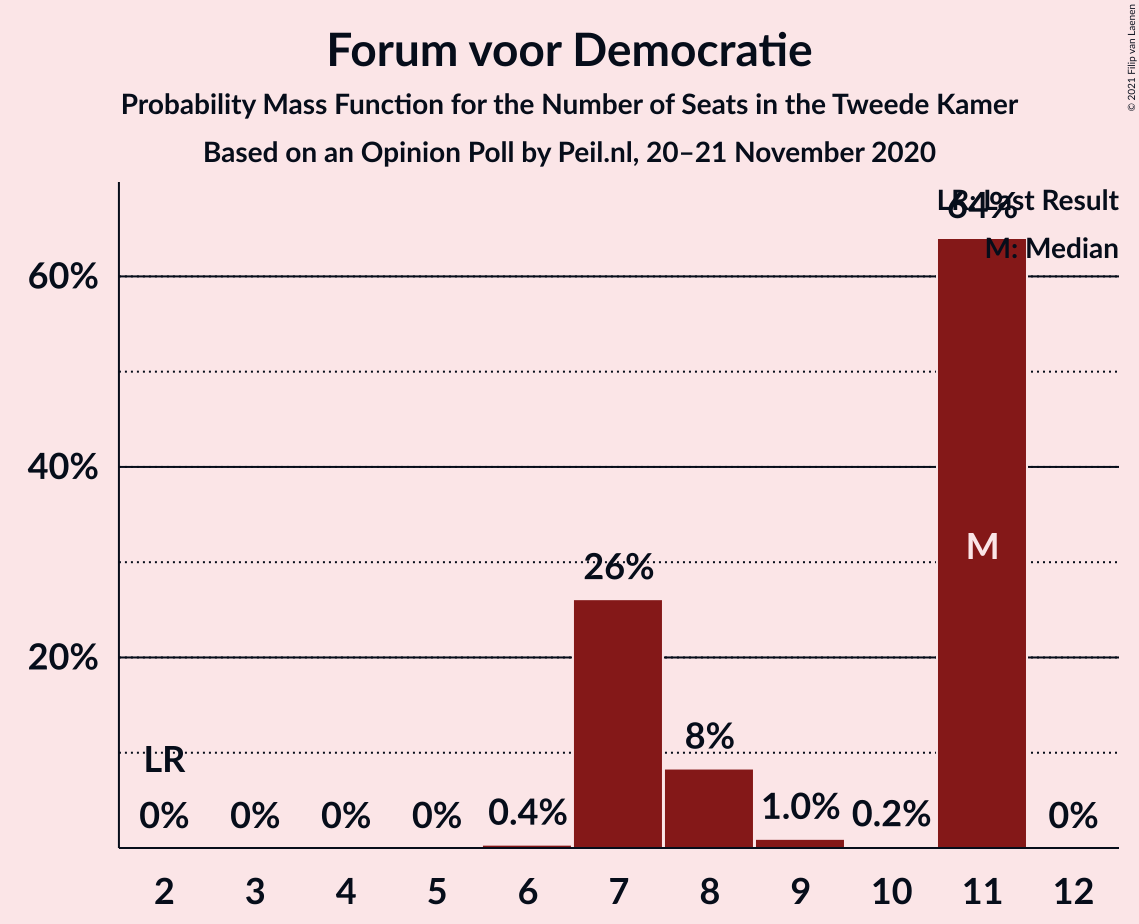 Forum voor Democratie
Probability Mass Function for the Number of Seats in the Tweede Kamer
Based on an Opinion Poll by Peil.nl, 20–21 November 2020
© 2021 Filip van Laenen
LR: Last Result
M: Median
64%
60%
40%
20%
M
26%
8%
LR
0% 0% 0% 0% 0.4% 1.0% 0.2% 0%
2 3 4 5 6 7 8 9 10 11 12